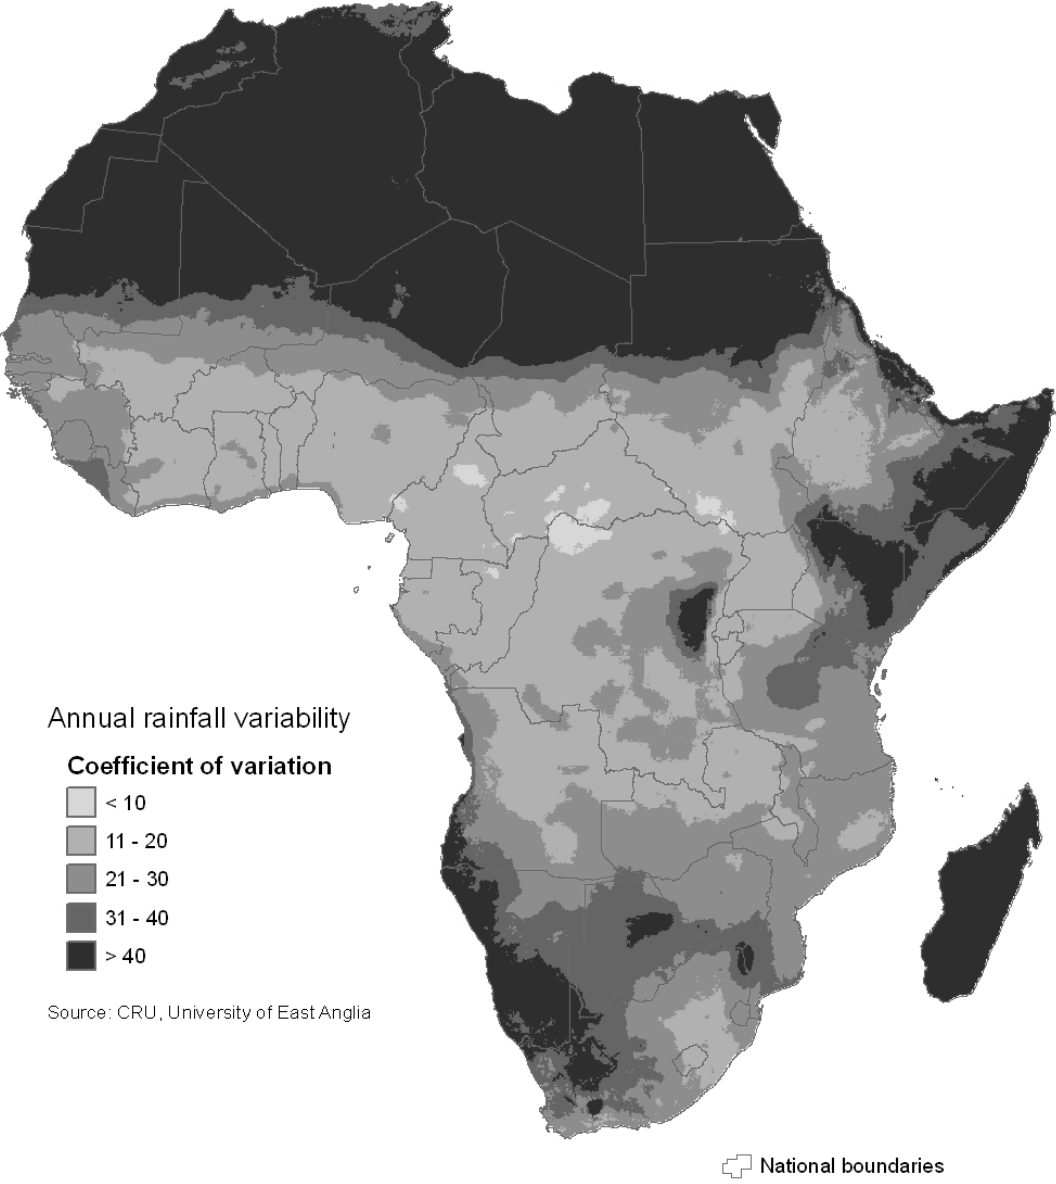 Annual rainfall variability
Coefficient of variation
< 10
11 - 20
21 - 30
31 - 40
> 40
Source: CRU, University of East Anglia
National boundaries